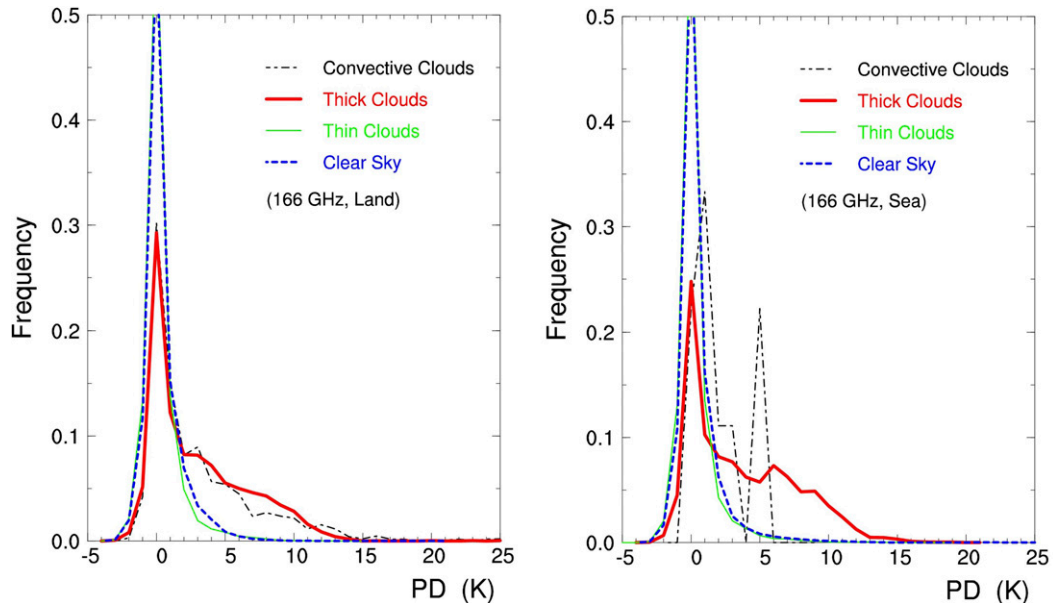 0.5
0.4
0.3
0.2
0.1
0.0
Frequency
Convective Clouds
Thick Clouds
Thin Clouds
Clear Sky
(166 GHz, Land)
-5 0 5 10 15 20 25
PD (K)
0.5
0.4
0.3
0.2
0.1
0.0
Frequency
Convective Clouds
Thick Clouds
Thin Clouds
Clear Sky
(166 GHz, Sea)
-5 0 5 10 15 20 25
PD (K)